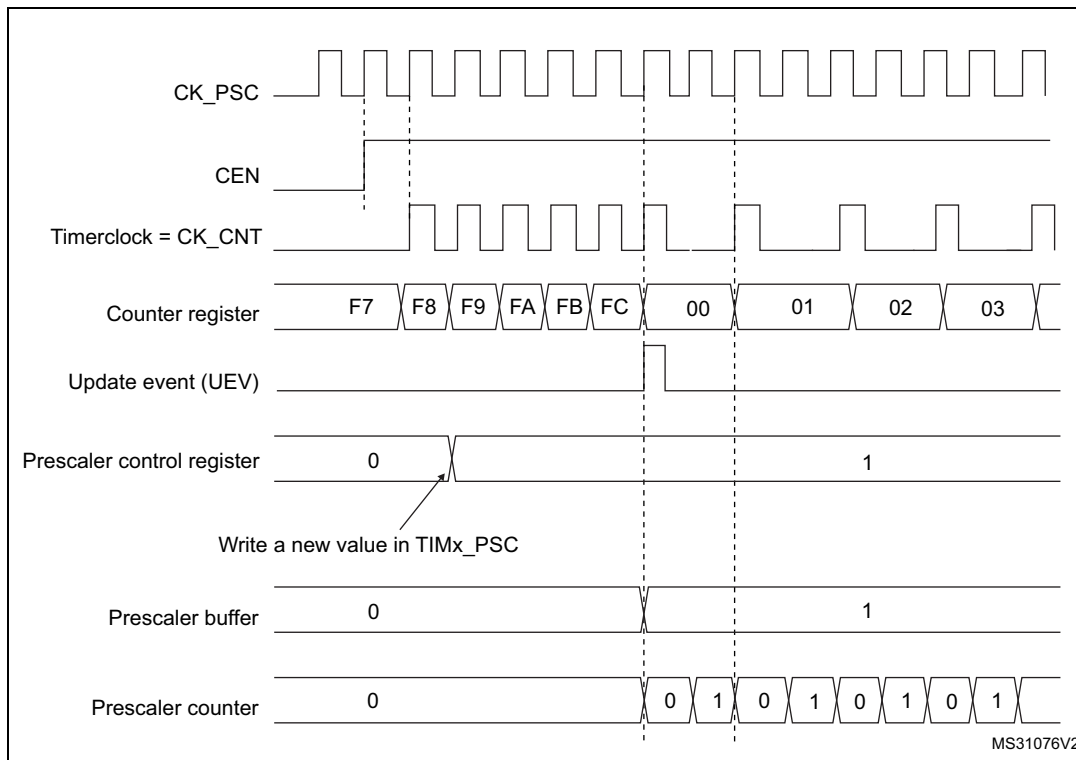 CK_PSC
CEN
Timerclock = CK_CNT
Counter register F7 F8 F9 FA FB FC 00 01 02 03
Update event (UEV)
Prescaler control register 0 1
Write a new value in TIMx_PSC
Prescaler buffer 0 1
Prescaler counter 0 0 1 0 1 0 1 0 1
MS31076V2